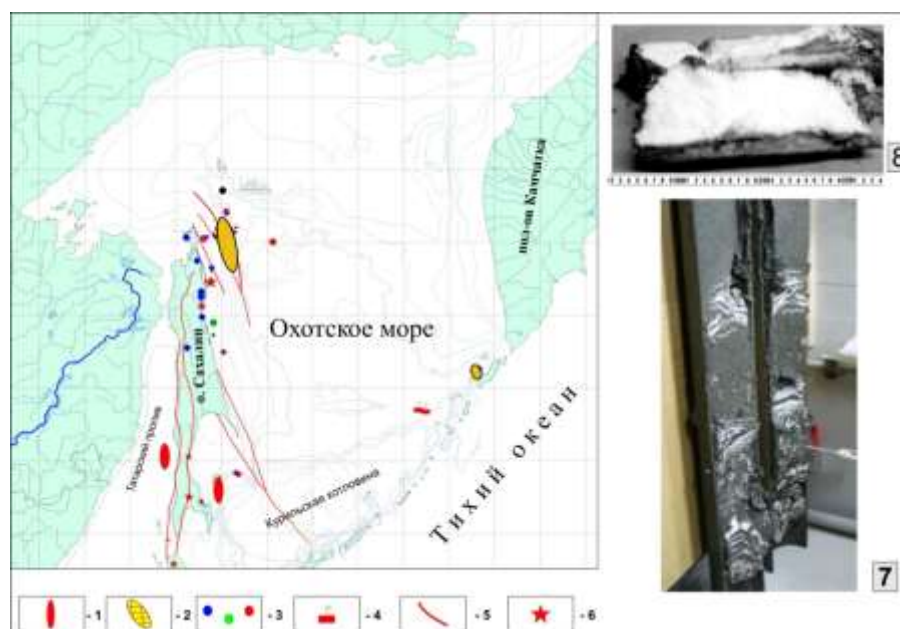 Охотское море
Тихий океан
пол-ов Камчатка
о. Сахалин
Татарский пролив
Курильская котловина
8
7
- 1
- 2
- 3
- 4
- 5
- 6